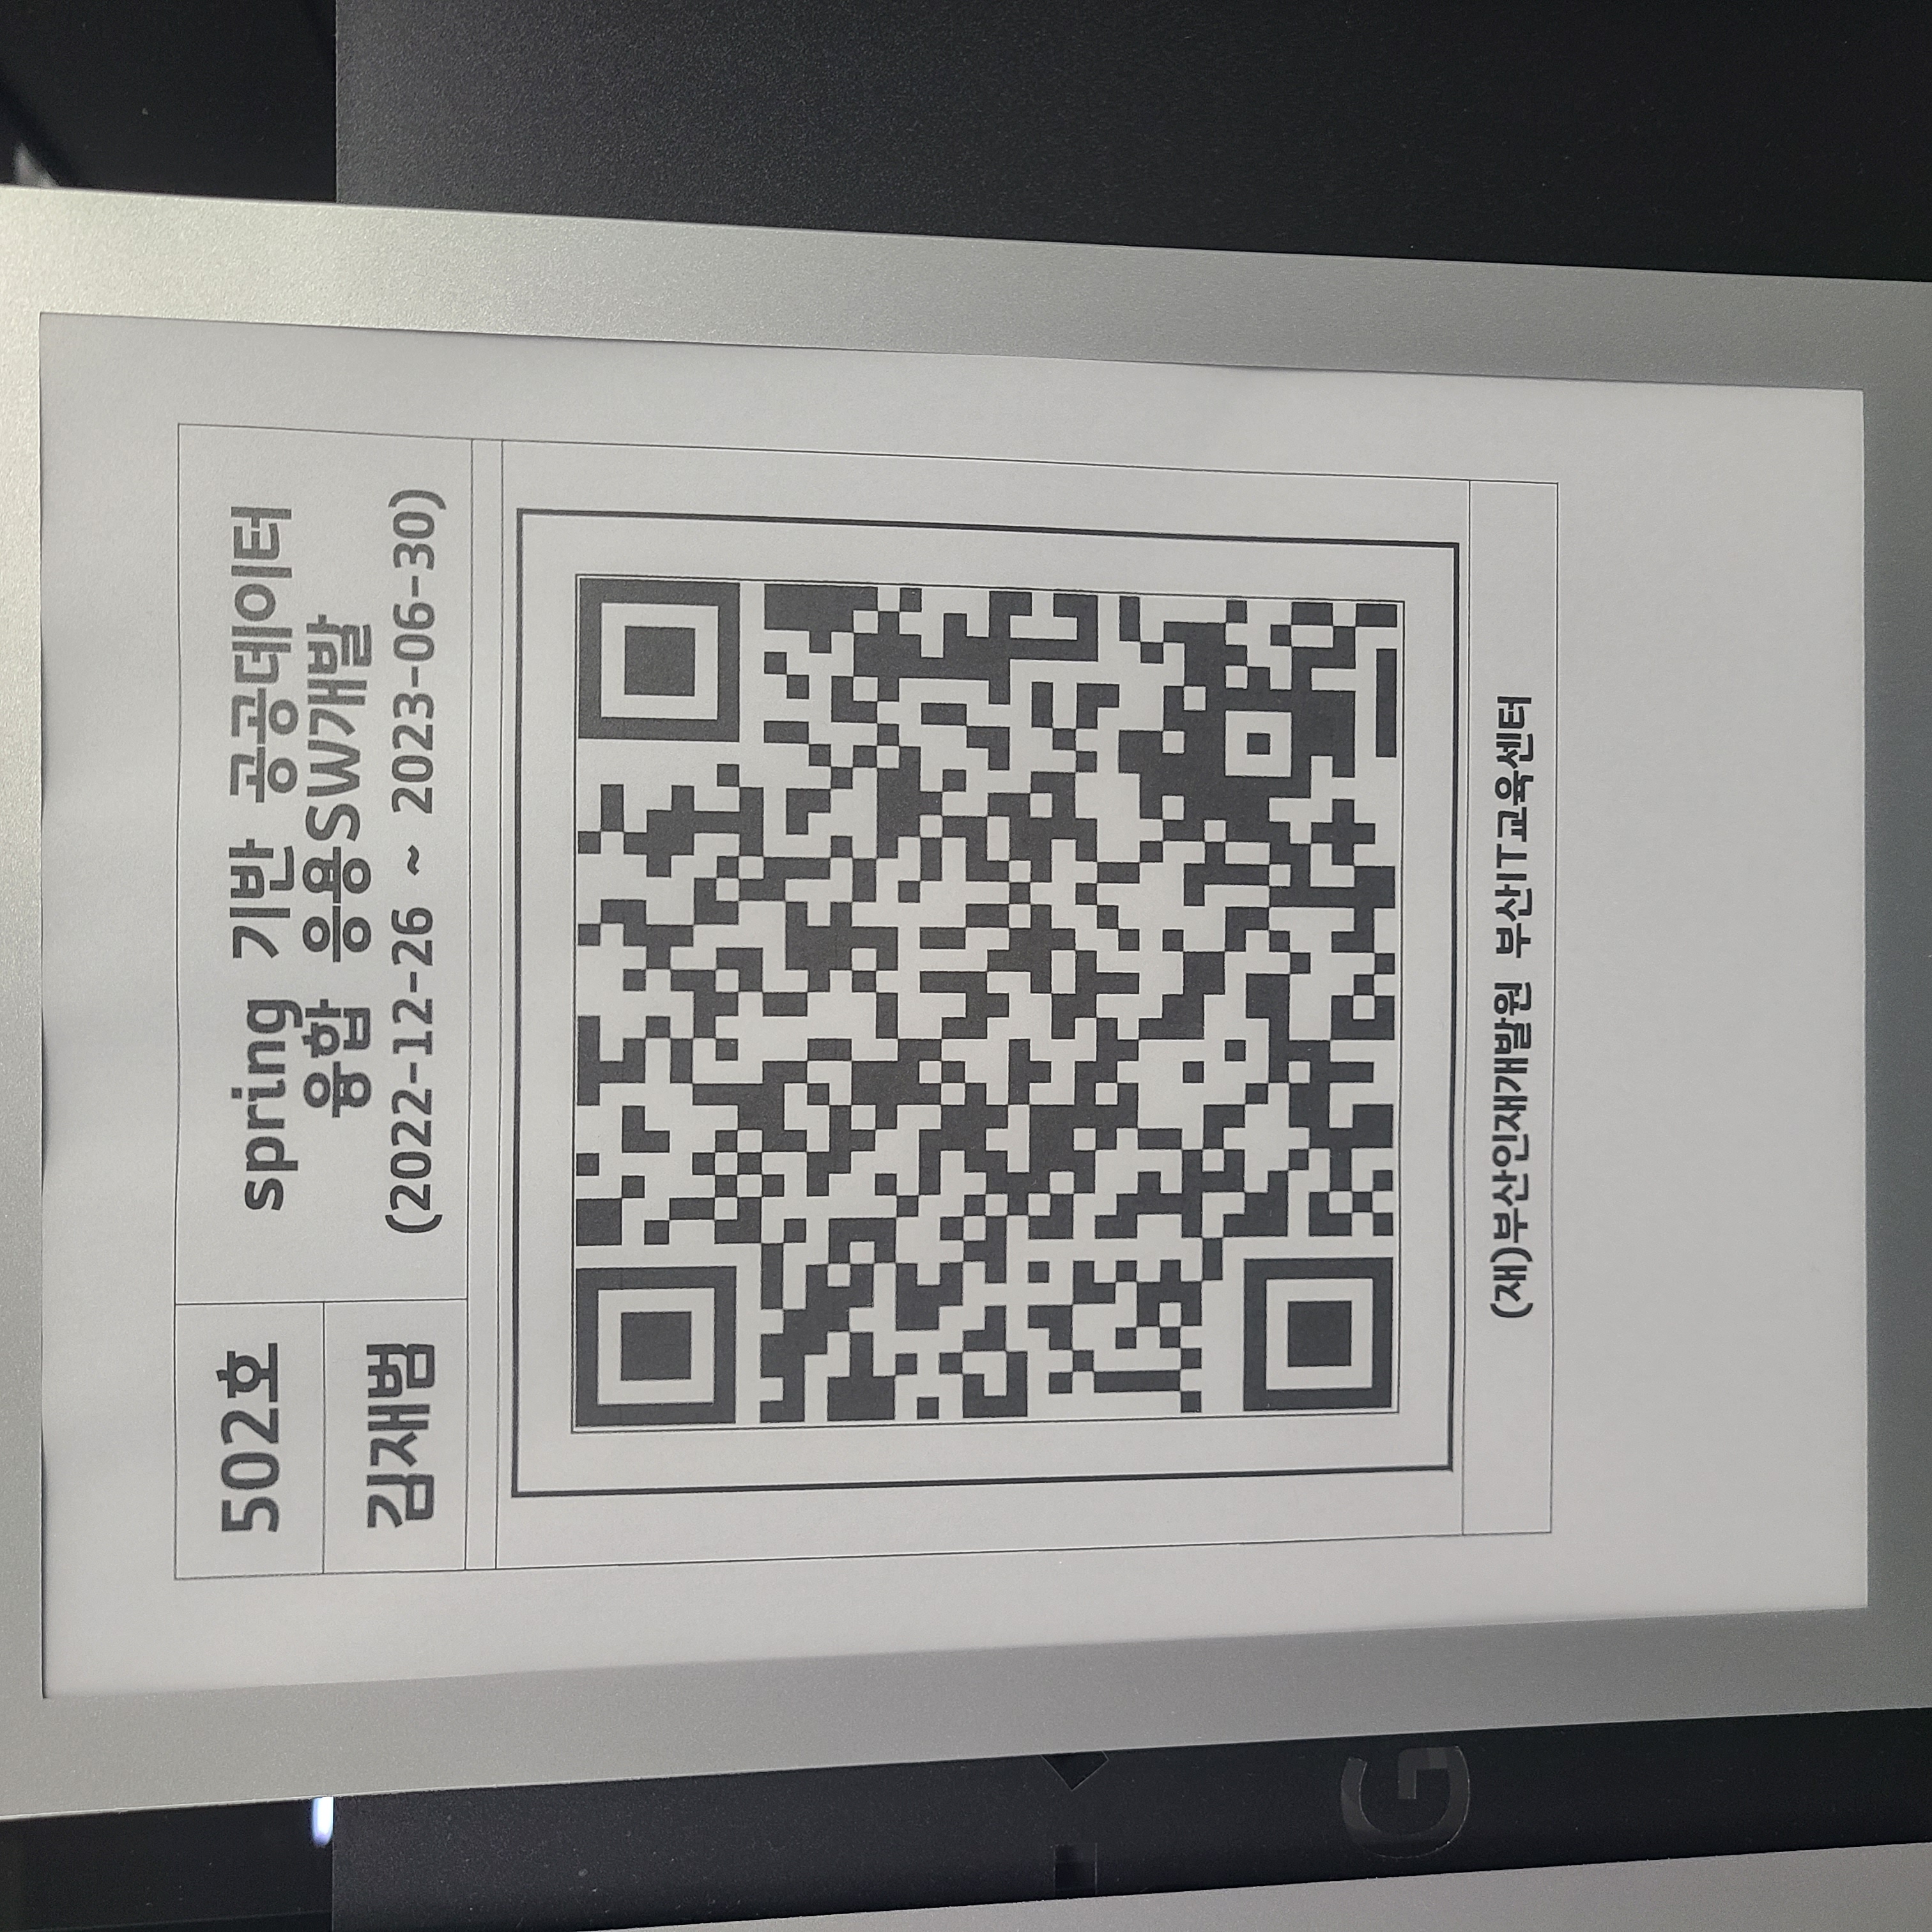 502호
김재범
spring 기반 공공데이터
융합 응용SW개발
(2022-12-26 ~ 2023-06-30)
(재)부산인재개발원 부산IT교육센터
G